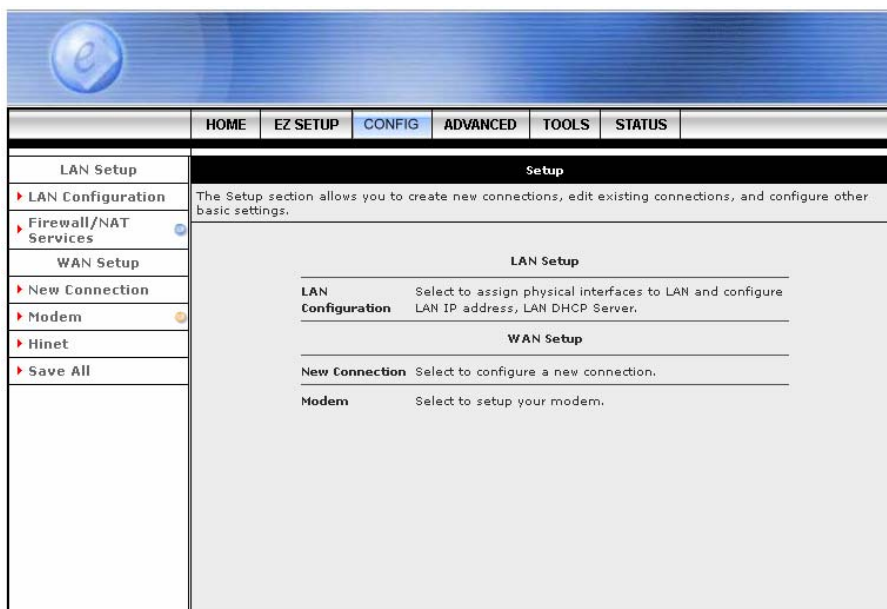 e
HOME EZ SETUP CONFIG ADVANCED TOOLS STATUS
LAN Setup
LAN Configuration
Firewall/NAT
Services
WAN Setup
New Connection
Modem
Hinet
Save All
Setup
The Setup section allows you to create new connections, edit existing connections, and configure other
basic settings.
LAN Setup
LAN
Configuration
Select to assign physical interfaces to LAN and configure
LAN IP address, LAN DHCP Server.
WAN Setup
New Connection Select to configure a new connection.
Modem Select to setup your modem.